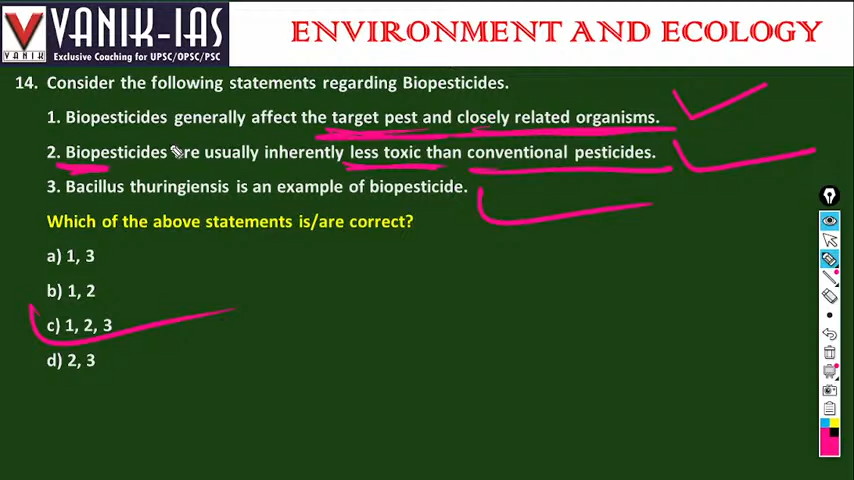 VANIK-IAS
VANIK
Exclusive Coaching for UPSC/OPSC/PSC
ENVIRONMENT AND ECOLOGY
14. Consider the following statements regarding Biopesticides.
1. Biopesticides generally affect the target pest and closely related organisms.
2. Biopesticides are usually inherently less toxic than conventional pesticides.
3. Bacillus thuringiensis is an example of biopesticide.
Which of the above statements is/are correct?
a) 1, 3
b) 1, 2
c) 1, 2, 3
d) 2, 3